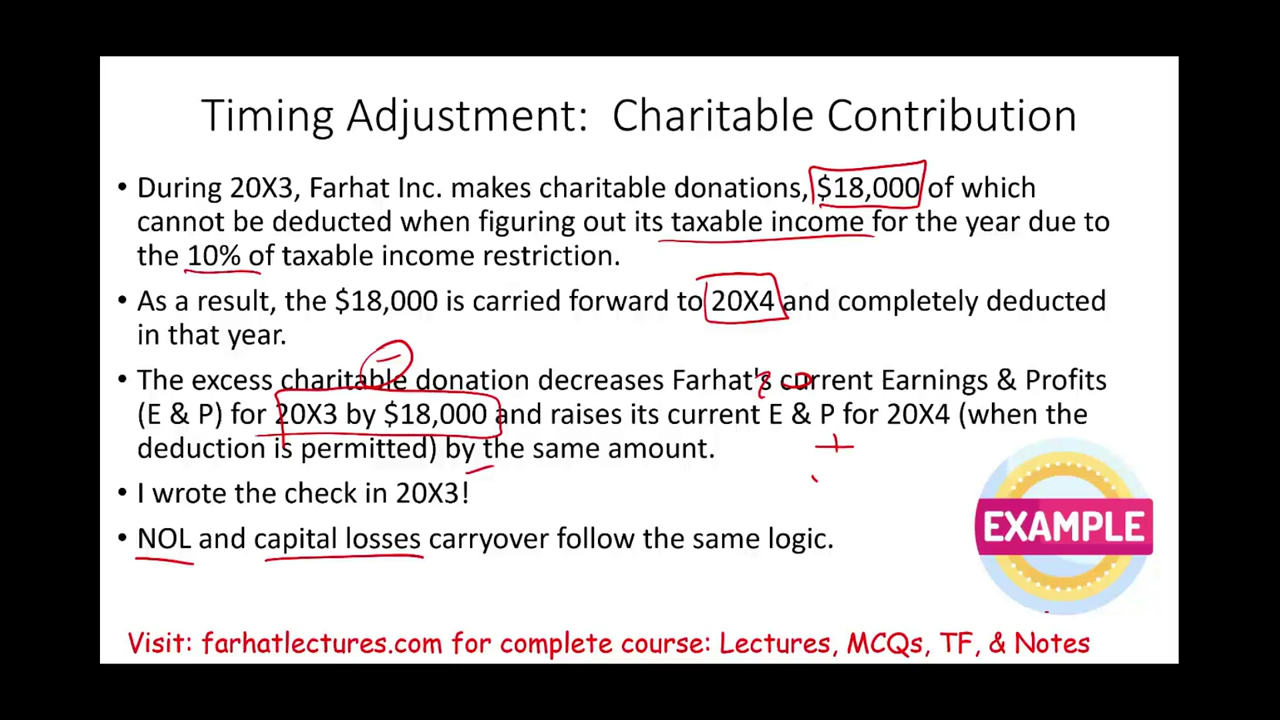 Timing Adjustment: Charitable Contribution
• During 20X3, Farhat Inc. makes charitable donations, $18,000 of which
cannot be deducted when figuring out its taxable income for the year due to
the 10% of taxable income restriction.
• As a result, the $18,000 is carried forward to 20X4 and completely deducted
in that year.
• The excess charitable donation decreases Farhat's current Earnings & Profits
(E & P) for 20X3 by $18,000 and raises its current E & P for 20X4 (when the
deduction is permitted) by the same amount.
• I wrote the check in 20X3!
• NOL and capital losses carryover follow the same logic.
EXAMPLE
Visit: farhatlectures.com for complete course: Lectures, MCQs, TF, & Notes